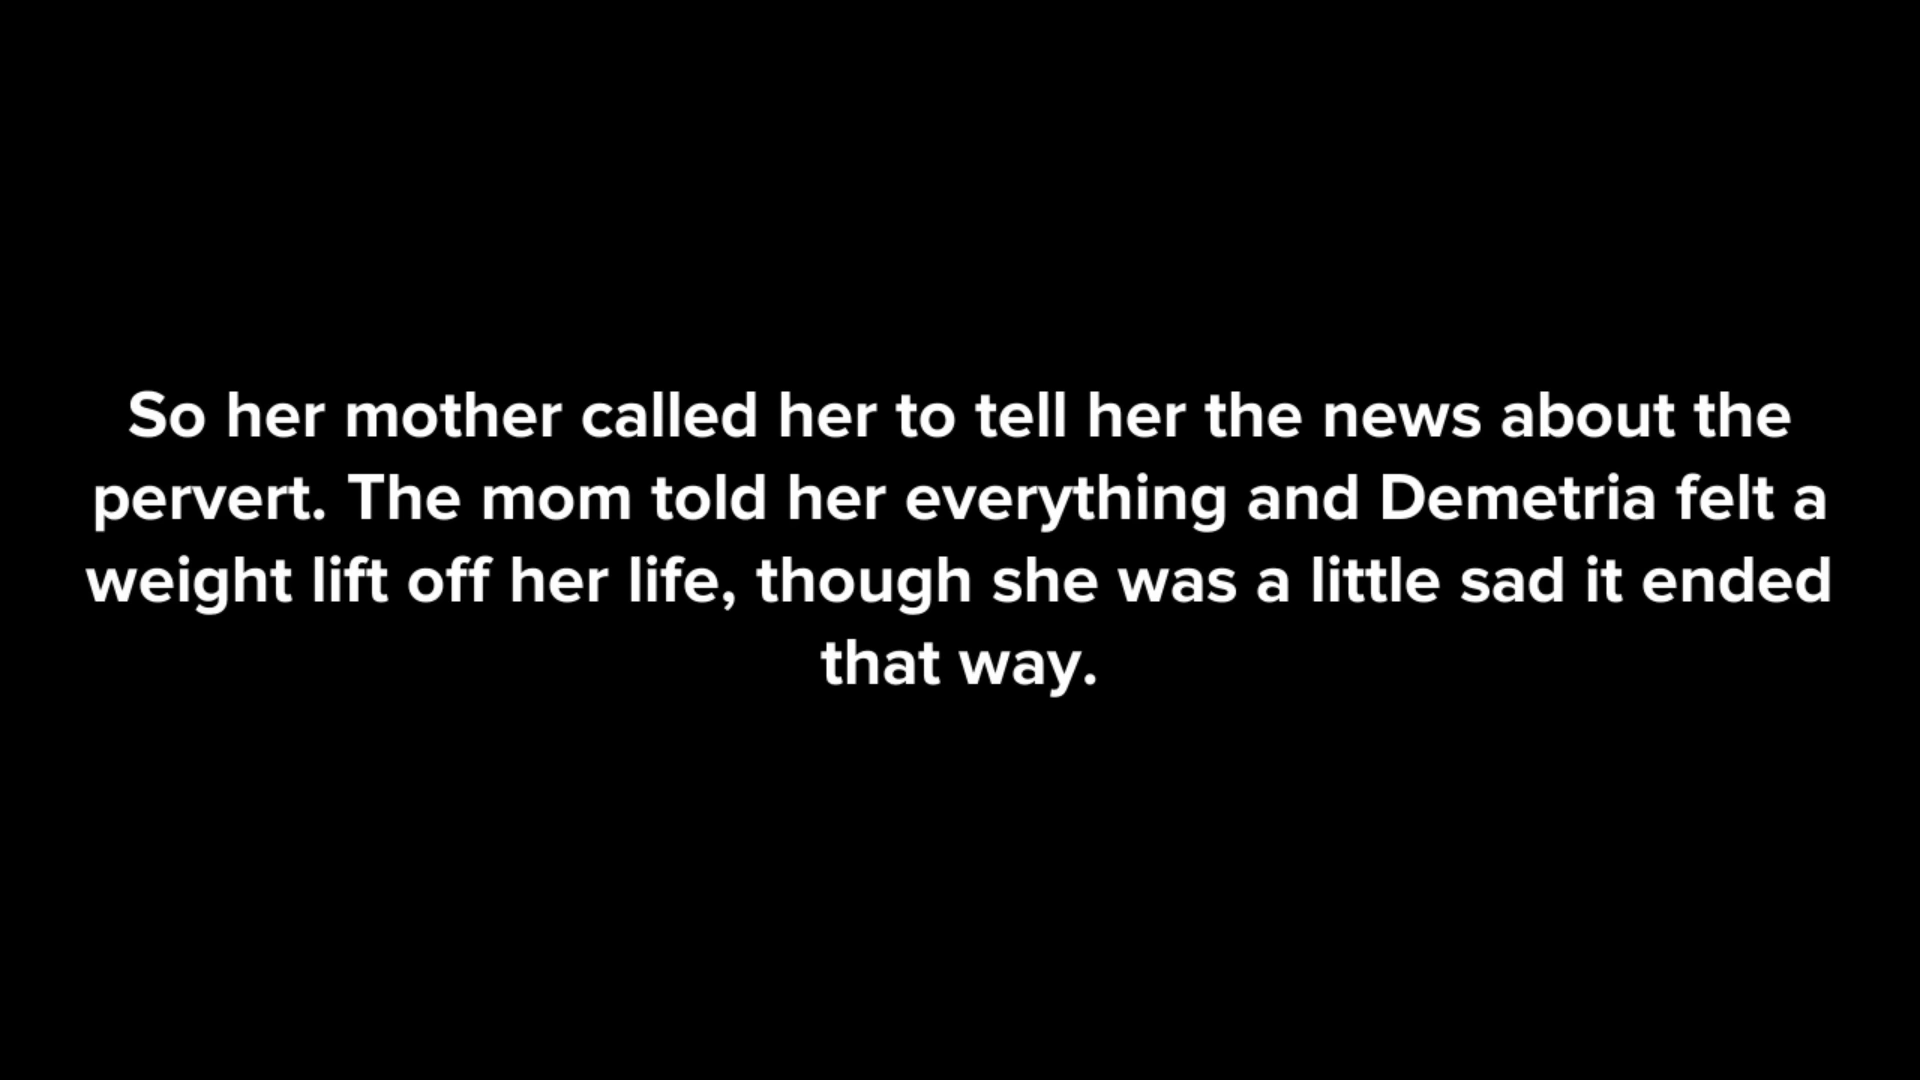 So her mother called her to tell her the news about the
pervert. The mom told her everything and Demetria felt a
weight lift off her life, though she was a little sad it ended
that way.